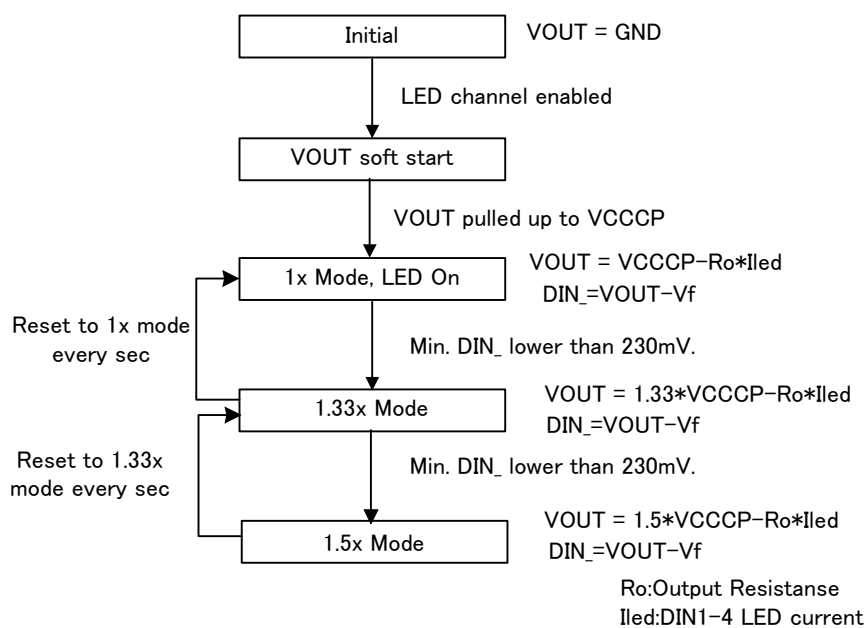 Initial
VOUT = GND
LED channel enabled
VOUT soft start
VOUT pulled up to VCCCP
1x Mode, LED On
VOUT = VCCCP-Ro*Iled
DIN_=VOUT-Vf
Reset to 1x mode
every sec
Min. DIN_ lower than 230mV.
1.33x Mode
VOUT = 1.33*VCCCP-Ro*Iled
DIN_=VOUT-Vf
Reset to 1.33x
mode every sec
Min. DIN_ lower than 230mV.
1.5x Mode
VOUT = 1.5*VCCCP-Ro*Iled
DIN_=VOUT-Vf
Ro:Output Resistanse
Iled:DIN1-4 LED current